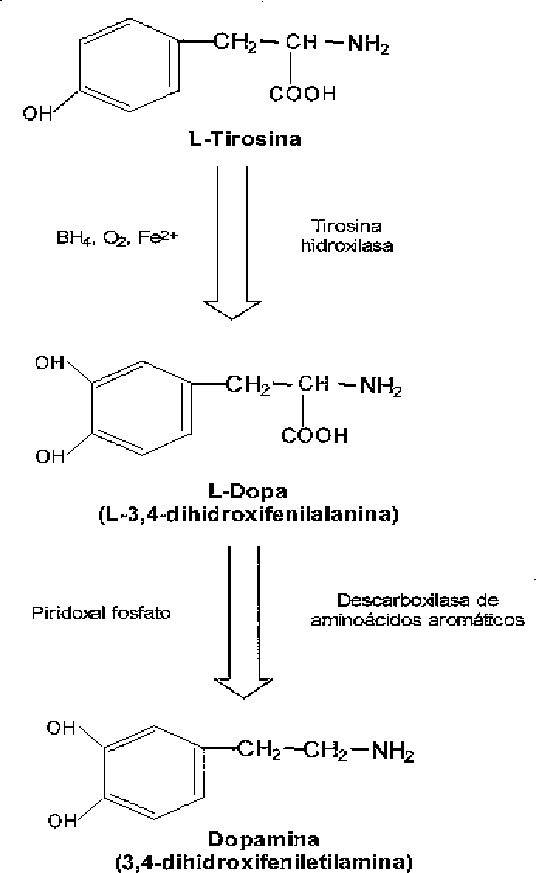 CH₂ – CH – NH₂
COOH
OH
L-Tirosina
BH₄, O₂, Fe²⁺
Tirosina
hidroxilasa
OH
CH₂ – CH – NH₂
OH
COOH
L-Dopa
(L-3,4-dihidroxifenilalanina)
Piridoxal fosfato
Descarboxilasa de
aminoácidos aromáticos
OH
CH₂–CH₂–NH₂
OH
Dopamina
(3,4-dihidroxifeniletilamina)